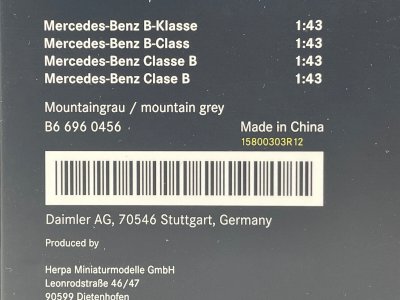 Mercedes-Benz B-Klasse 1:43
Mercedes-Benz B-Class 1:43
Mercedes-Benz Classe B 1:43
Mercedes-Benz Clase B 1:43
Mountaingrau / mountain grey
B6 696 0456 Made in China
15800303R12
Daimler AG, 70546 Stuttgart, Germany
Produced by
Herpa Miniaturmodelle GmbH
Leonrodstraße 46/47
90599 Dietenhofen